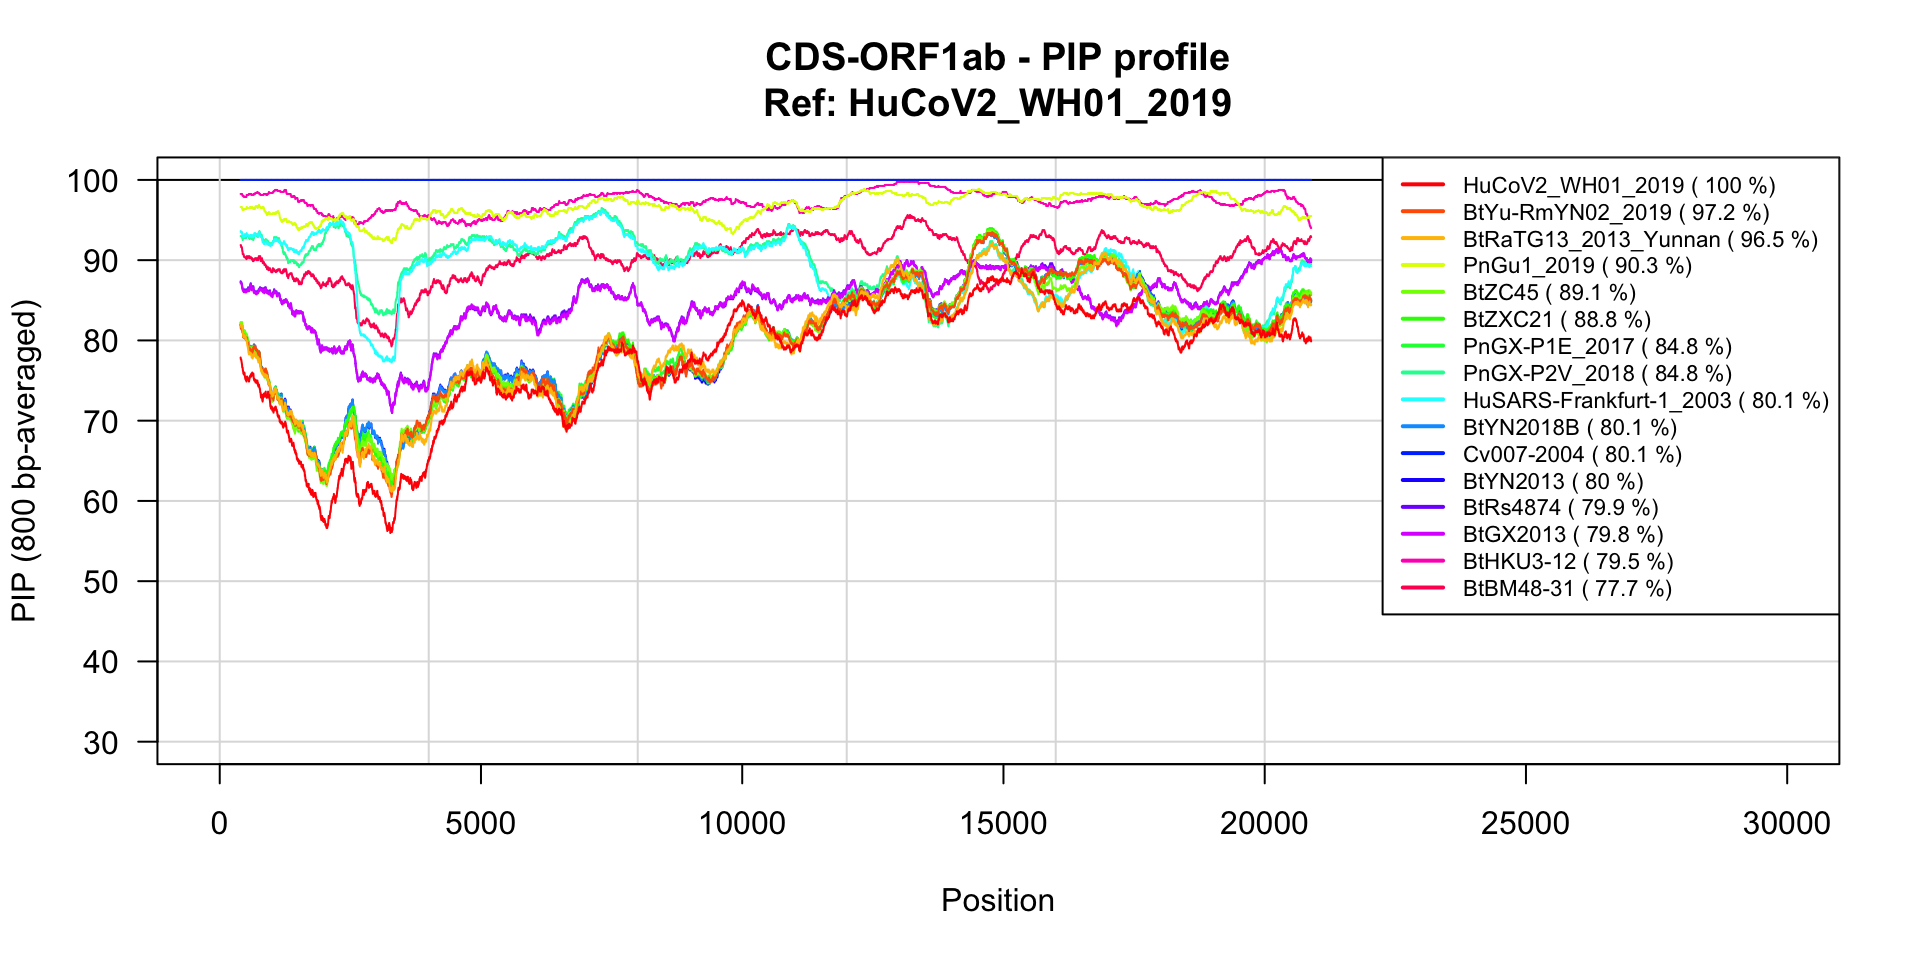 CDS-ORF1ab - PIP profile
Ref: HuCoV2_WH01_2019
PIP (800 bp-averaged)
100
90
80
70
60
50
40
30
HuCoV2_WH01_2019 ( 100 %)
BtYu-RmYN02_2019 ( 97.2 %)
BtRaTG13_2013_Yunnan ( 96.5 %)
PnGu1_2019 ( 90.3 %)
BtZC45 ( 89.1 %)
BtZXC21 ( 88.8 %)
PnGX-P1E_2017 ( 84.8 %)
PnGX-P2V_2018 ( 84.8 %)
HuSARS-Frankfurt-1_2003 ( 80.1 %)
BtYN2018B ( 80.1 %)
Cv007-2004 ( 80.1 %)
BtYN2013 ( 80 %)
BtRs4874 ( 79.9 %)
BtGX2013 ( 79.8 %)
BtHKU3-12 ( 79.5 %)
BtBM48-31 ( 77.7 %)
0 5000 10000 15000 20000 25000 30000
Position